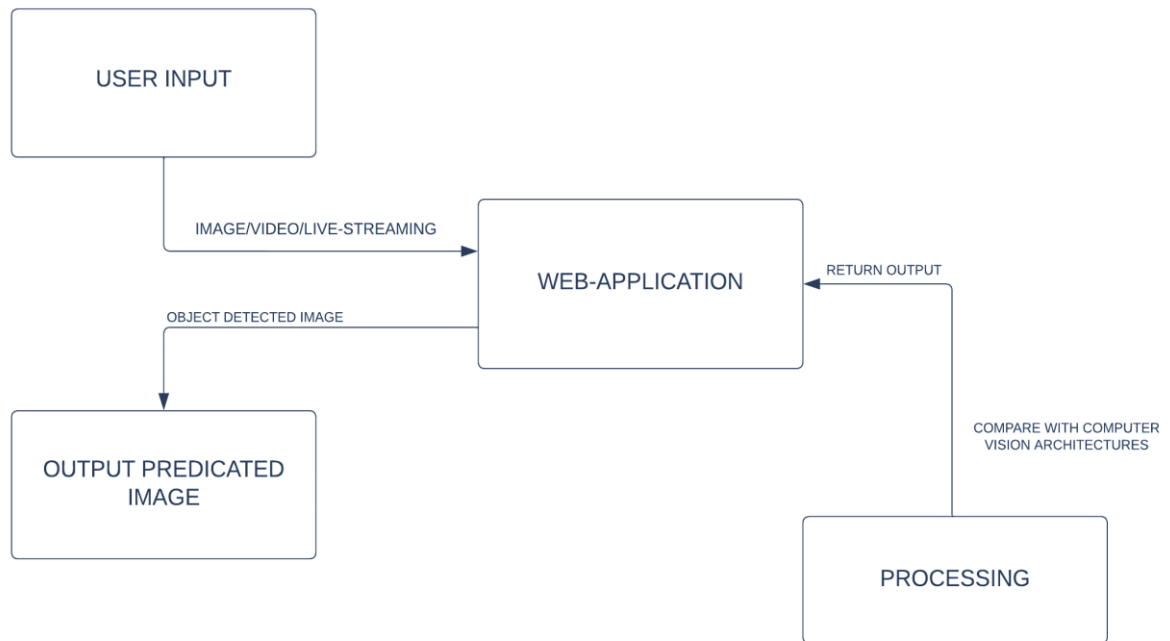 USER INPUT
IMAGE/VIDEO/LIVE-STREAMING
WEB-APPLICATION
RETURN OUTPUT
OBJECT DETECTED IMAGE
OUTPUT PREDICATED
IMAGE
COMPARE WITH COMPUTER
VISION ARCHITECTURES
PROCESSING